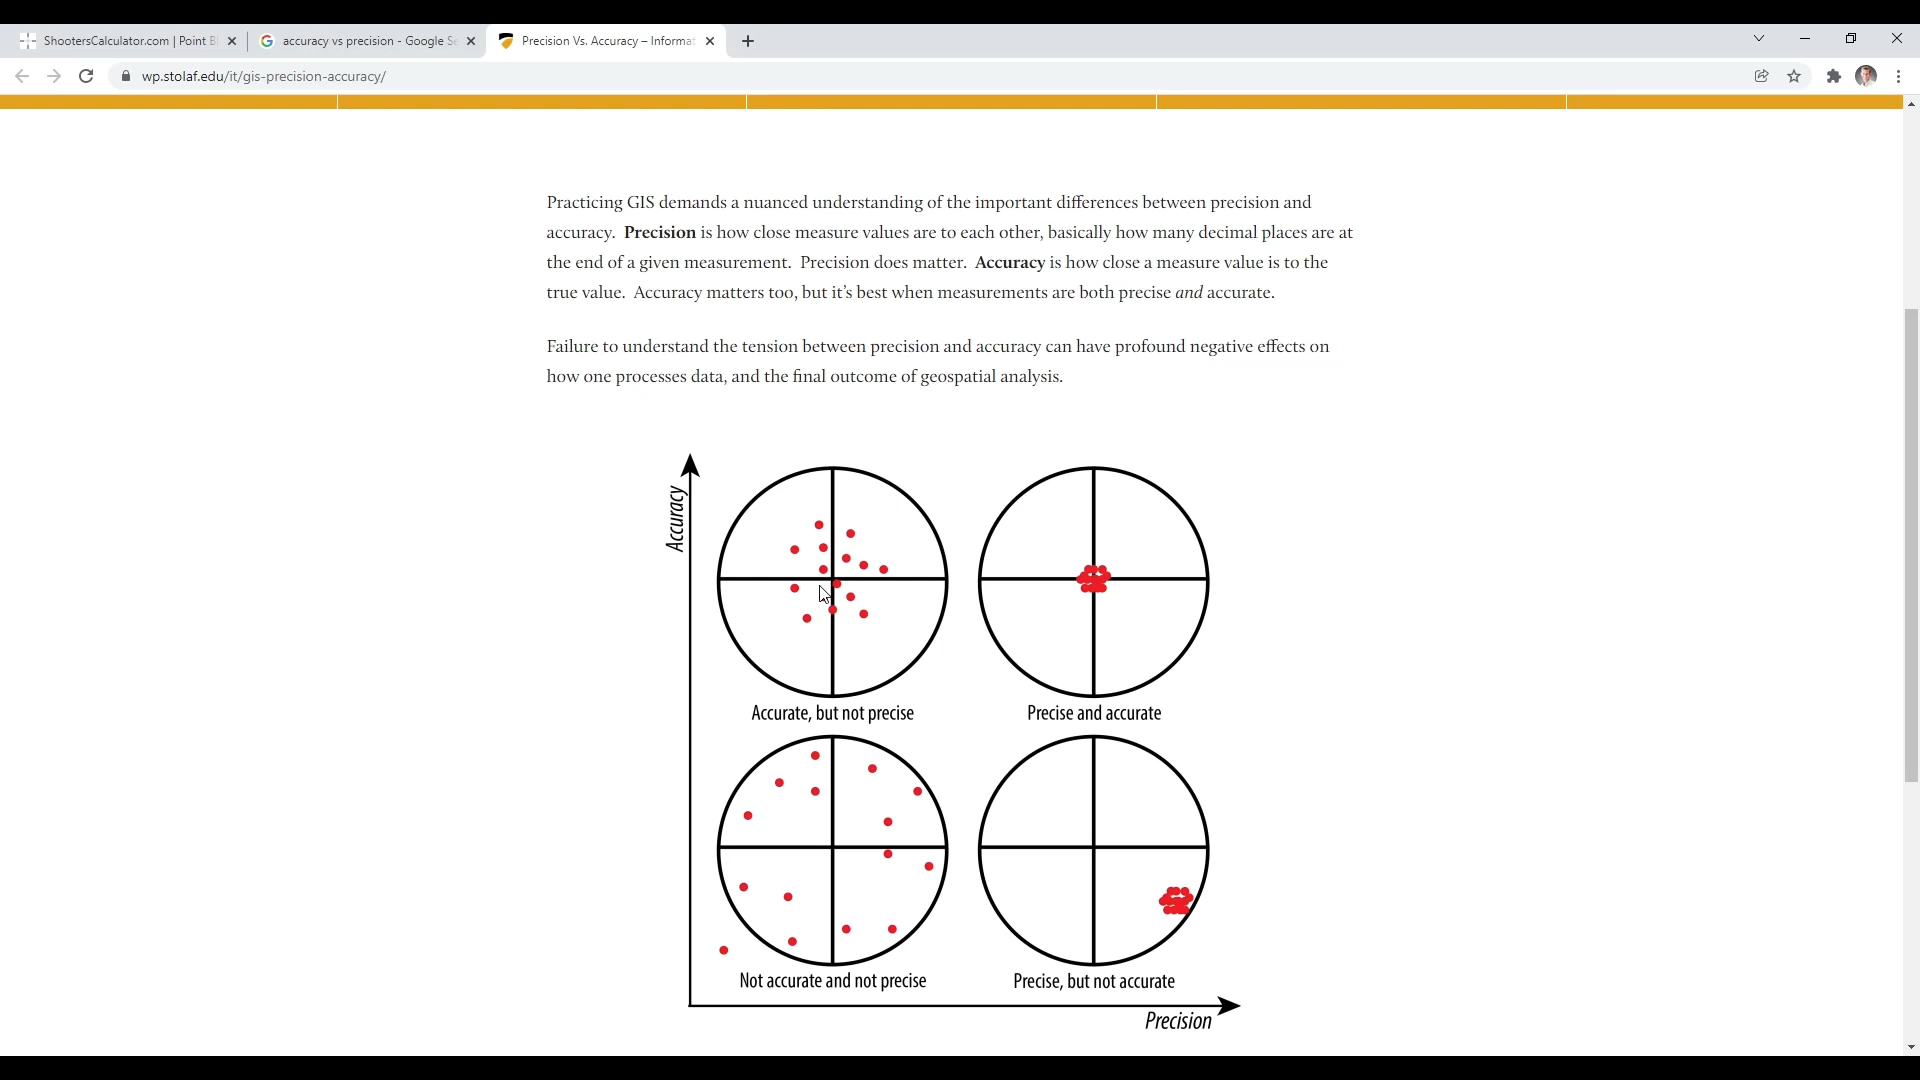 ShootersCalculator.com | Point B
accuracy vs precision - Google Se
Precision Vs. Accuracy – Informat
wp.stolaf.edu/it/gis-precision-accuracy/
Practicing GIS demands a nuanced understanding of the important differences between precision and
accuracy. Precision is how close measure values are to each other, basically how many decimal places are at
the end of a given measurement. Precision does matter. Accuracy is how close a measure value is to the
true value. Accuracy matters too, but it’s best when measurements are both precise and accurate.
Failure to understand the tension between precision and accuracy can have profound negative effects on
how one processes data, and the final outcome of geospatial analysis.
Accuracy
Accurate, but not precise
Precise and accurate
Not accurate and not precise
Precise, but not accurate
Precision